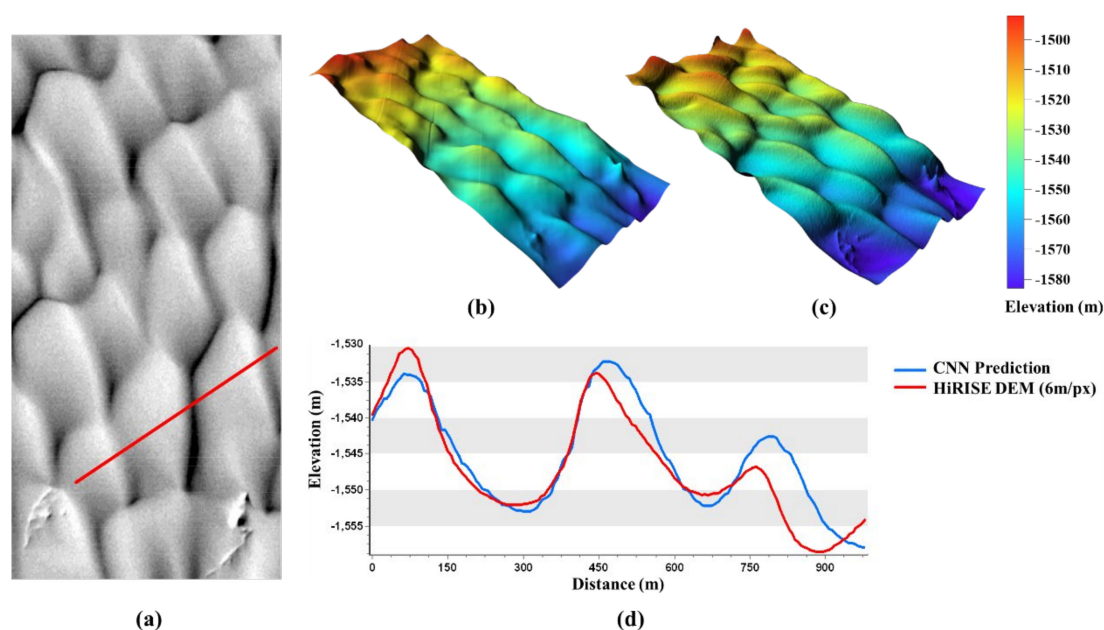 -1500
-1510
-1520
-1530
-1540
-1550
-1560
-1570
-1580
Elevation (m)
(b)
(c)
-1,530
-1,535
-1,540
-1,545
-1,550
-1,555
Elevation (m)
0
150
300
450
600
750
900
Distance (m)
CNN Prediction
HiRISE DEM (6m/px)
(a)
(d)